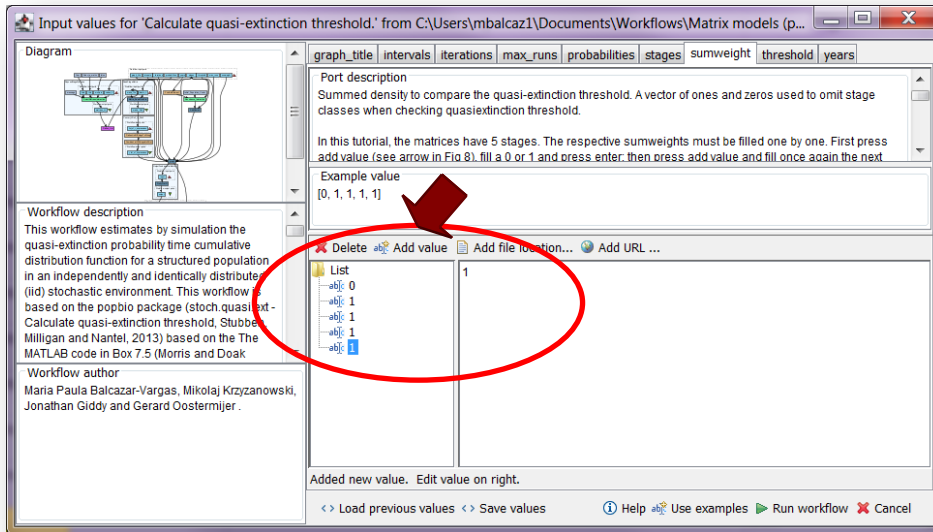 Input values for 'Calculate quasi-extinction threshold.' from C:\Users\mbalcaz1\Documents\Workflows\Matrix models (p...
Diagram
graph_title intervals iterations max_runs probabilities stages sumweight threshold years
Port description
Summed density to compare the quasi-extinction threshold. A vector of ones and zeros used to omit stage
classes when checking quasiextinction threshold.
In this tutorial, the matrices have 5 stages. The respective sumweights must be filled one by one. First press
add value (see arrow in Fig 8), fill a 0 or 1 and press enter; then press add value and fill once again the next
Example value
[0, 1, 1, 1, 1]
Workflow description
This workflow estimates by simulation the
quasi-extinction probability time cumulative
distribution function for a structured population
in an independently and identically distributed
(iid) stochastic environment. This workflow is
based on the popbio package (stoch.quasi.ext -
Calculate quasi-extinction threshold, Stubben,
Milligan and Nantel, 2013) based on the The
MATLAB code in Box 7.5 (Morris and Doak
Workflow author
Maria Paula Balcazar-Vargas, Mikolaj Krzyzanowski,
Jonathan Giddy and Gerard Oostermijer .
Delete Add value Add file location... Add URL ...
List
0
1
1
1
1
1
Added new value. Edit value on right.
<> Load previous values <> Save values Help Use examples Run workflow Cancel